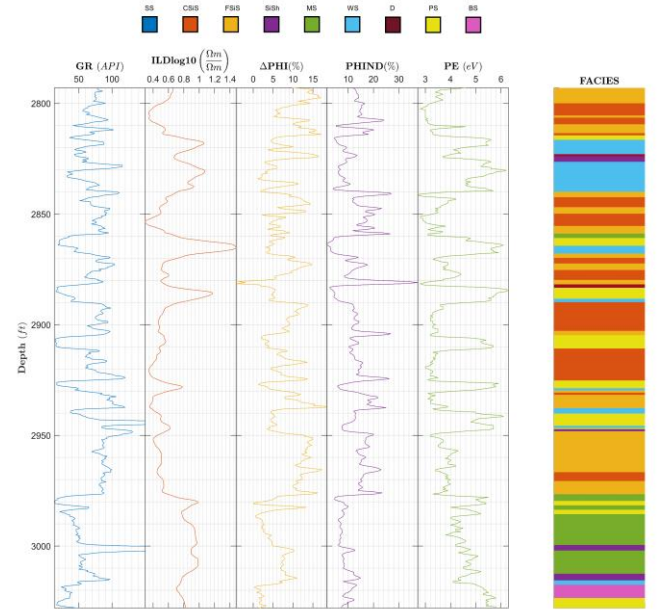 SS CSiS FSiS SiSh MS WS D PS BS
GR (API) ILDlog10 (Ωm/Ωm) ΔPHI(%) PHIND(%) PE (eV) FACIES
50 100 0.4 0.6 0.8 1 1.2 1.4 0 5 10 15 10 20 30 3 4 5 6
2800
2850
2900
Depth (ft)
2950
3000